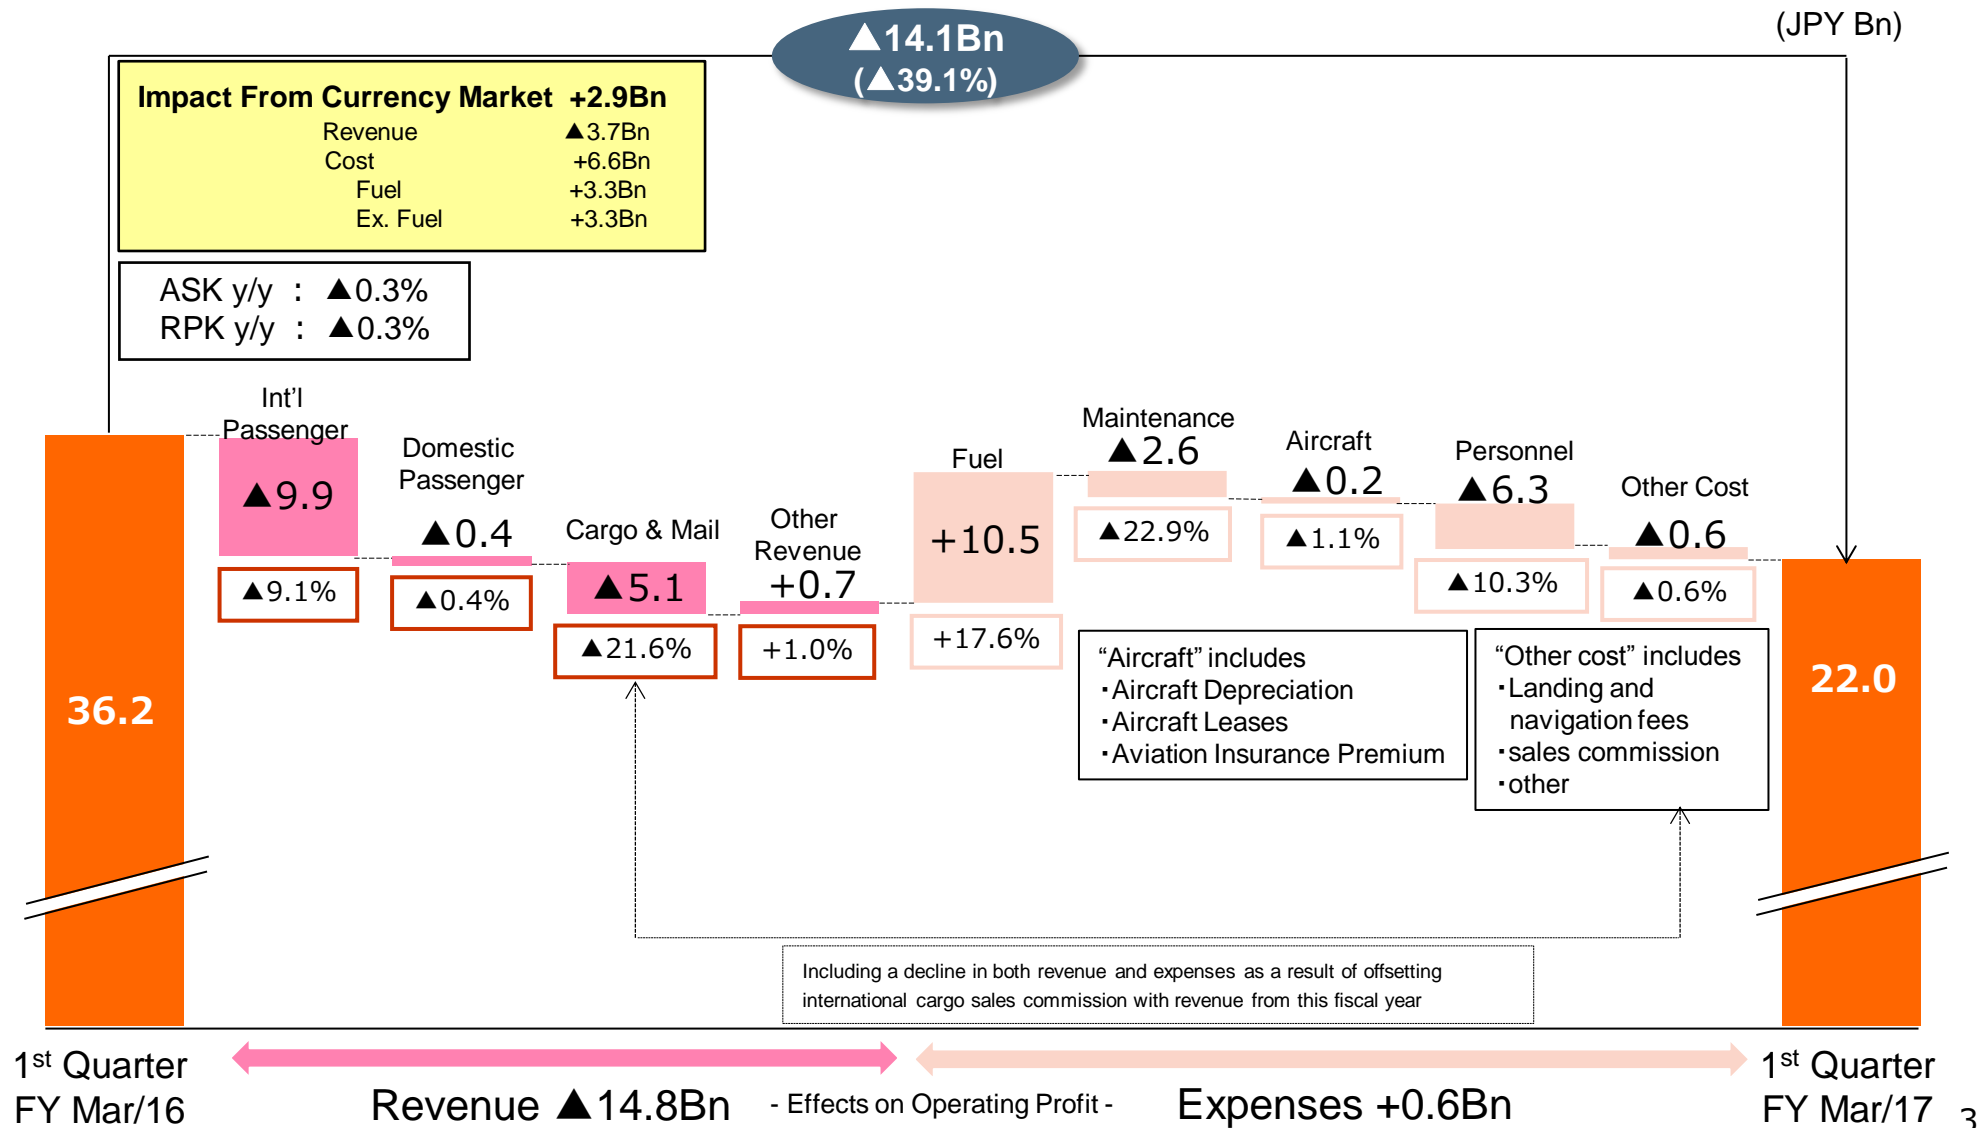 (JPY Bn)
▲14.1Bn
(▲39.1%)
Impact From Currency Market +2.9Bn
Revenue ▲3.7Bn
Cost +6.6Bn
Fuel +3.3Bn
Ex. Fuel +3.3Bn
ASK y/y : ▲0.3%
RPK y/y : ▲0.3%
Int'l
Passenger
▲9.9
▲9.1%
Domestic
Passenger
▲0.4
▲0.4%
Cargo & Mail
▲5.1
▲21.6%
Other
Revenue
+0.7
+1.0%
Fuel
+10.5
+17.6%
Maintenance
▲2.6
▲22.9%
Aircraft
▲0.2
▲1.1%
Personnel
▲6.3
▲10.3%
Other Cost
▲0.6
▲0.6%
36.2
22.0
“Aircraft” includes
・Aircraft Depreciation
・Aircraft Leases
・Aviation Insurance Premium
“Other cost” includes
・Landing and
navigation fees
・sales commission
・other
Including a decline in both revenue and expenses as a result of offsetting
international cargo sales commission with revenue from this fiscal year
1st Quarter
FY Mar/16
Revenue ▲14.8Bn
- Effects on Operating Profit -
Expenses +0.6Bn
1st Quarter
FY Mar/17
3